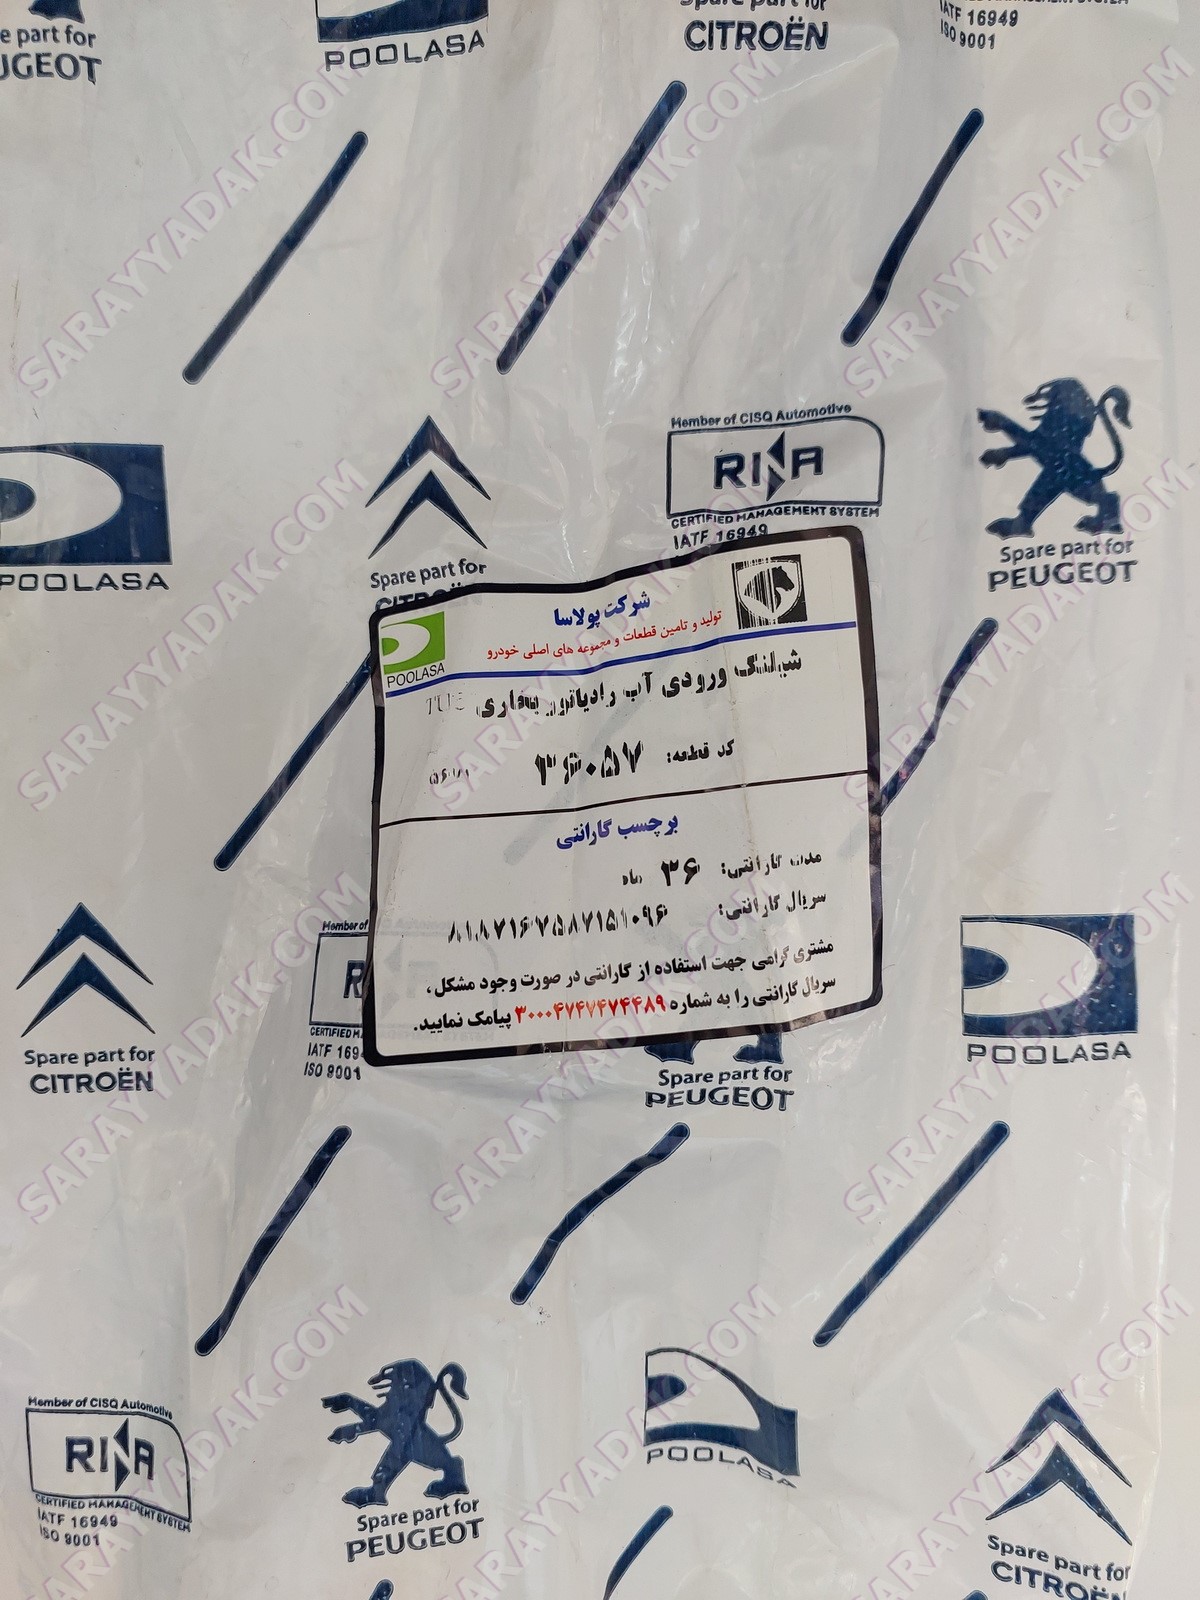 Spare part for
PEUGEOT
POOLASA
Spare part for
CITROËN
IATF 16949
ISO 9001
POOLASA
Spare part for
Member of CISQ Automotive
RINA
CERTIFIED MANAGEMENT SYSTEM
IATF 16949
Spare part for
PEUGEOT
POOLASA
شرکت پولاسا
تولید و تامین قطعات و مجموعه های اصلی خودرو
شیلنگ ورودی آب رادیاتور بخاری TU5
کد قطعه: ۳۶۰۵۷
برچسب گارانتی
مدت گارانتی: ۳۶ ماه
سریال گارانتی:
مشتری گرامی جهت استفاده از گارانتی در صورت وجود مشکل،
سریال گارانتی را به شماره ۳۰۰۰۴۷۴۷۴۷۴۴۸۹ پیامک نمایید.
Spare part for
CITROËN
Member of
IATF 169
ISO 9001
Spare part for
PEUGEOT
POOLASA
Member of CISQ Automotive
RINA
CERTIFIED MANAGEMENT SYSTEM
IATF 16949
ISO 9001
Spare part for
PEUGEOT
POOLASA
Spare part for
CITROËN
SARAYYADAK.COM